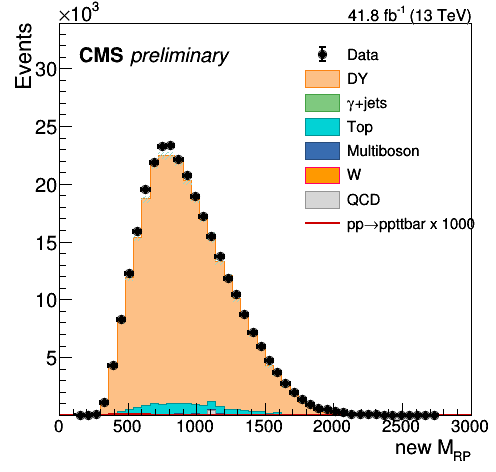 ×10³
41.8 fb⁻¹ (13 TeV)
Events
CMS preliminary
Data
DY
γ+jets
Top
Multiboson
W
QCD
pp→ppttbar x 1000
30
25
20
15
10
5
0 500 1000 1500 2000 2500 3000
new M_RP